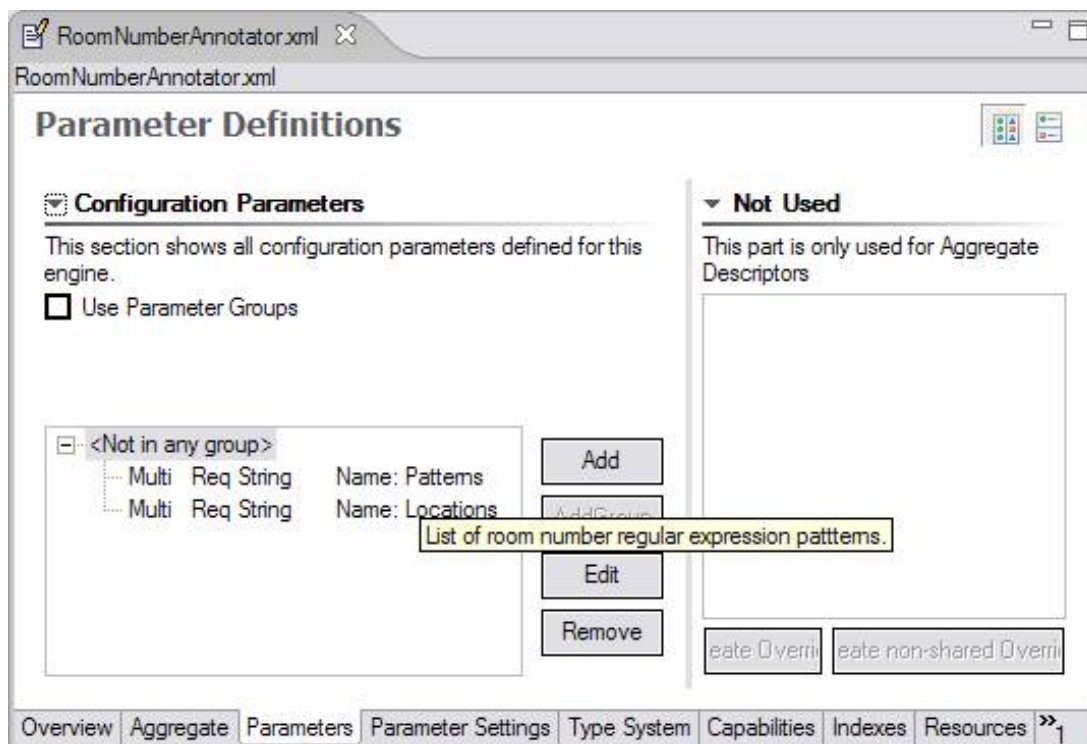 RoomNumberAnnotator.xml
RoomNumberAnnotator.xml
Parameter Definitions
Configuration Parameters
This section shows all configuration parameters defined for this
engine.
Use Parameter Groups
<Not in any group>
Multi Req String Name: Patterns
Multi Req String Name: Locations
List of room number regular expression pattterns.
Add
AddGroup
Edit
Remove
Not Used
This part is only used for Aggregate
Descriptors
eate Overri
eate non-shared Overri
Overview Aggregate Parameters Parameter Settings Type System Capabilities Indexes Resources »1